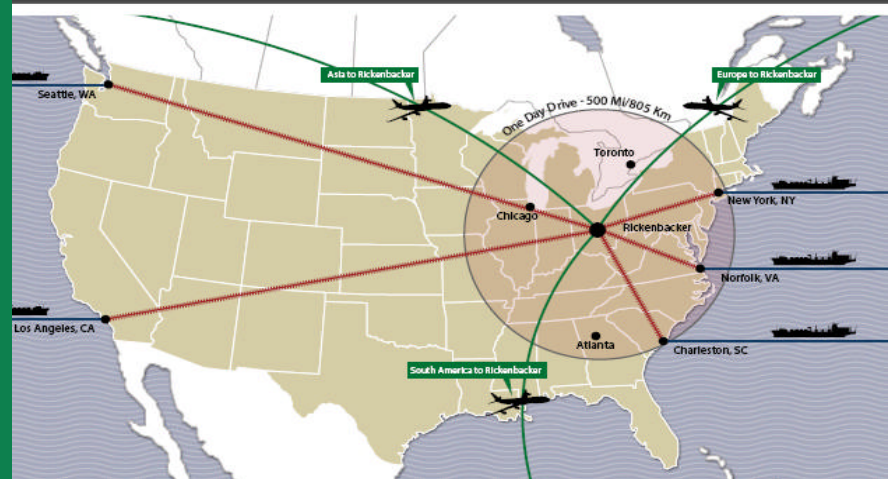 Asia to Rickenbacker
Europe to Rickenbacker
Seattle, WA
One Day Drive - 500 Mi/805 Km
Toronto
New York, NY
Chicago
Rickenbacker
Norfolk, VA
Los Angeles, CA
Atlanta
Charleston, SC
South America to Rickenbacker